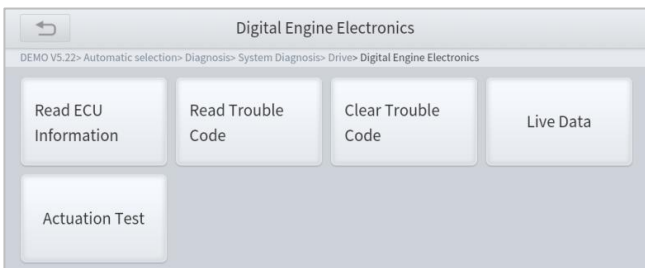 Digital Engine Electronics
DEMO V5.22> Automatic selection> Diagnosis> System Diagnosis> Drive> Digital Engine Electronics
Read ECU
Information
Read Trouble
Code
Clear Trouble
Code
Live Data
Actuation Test